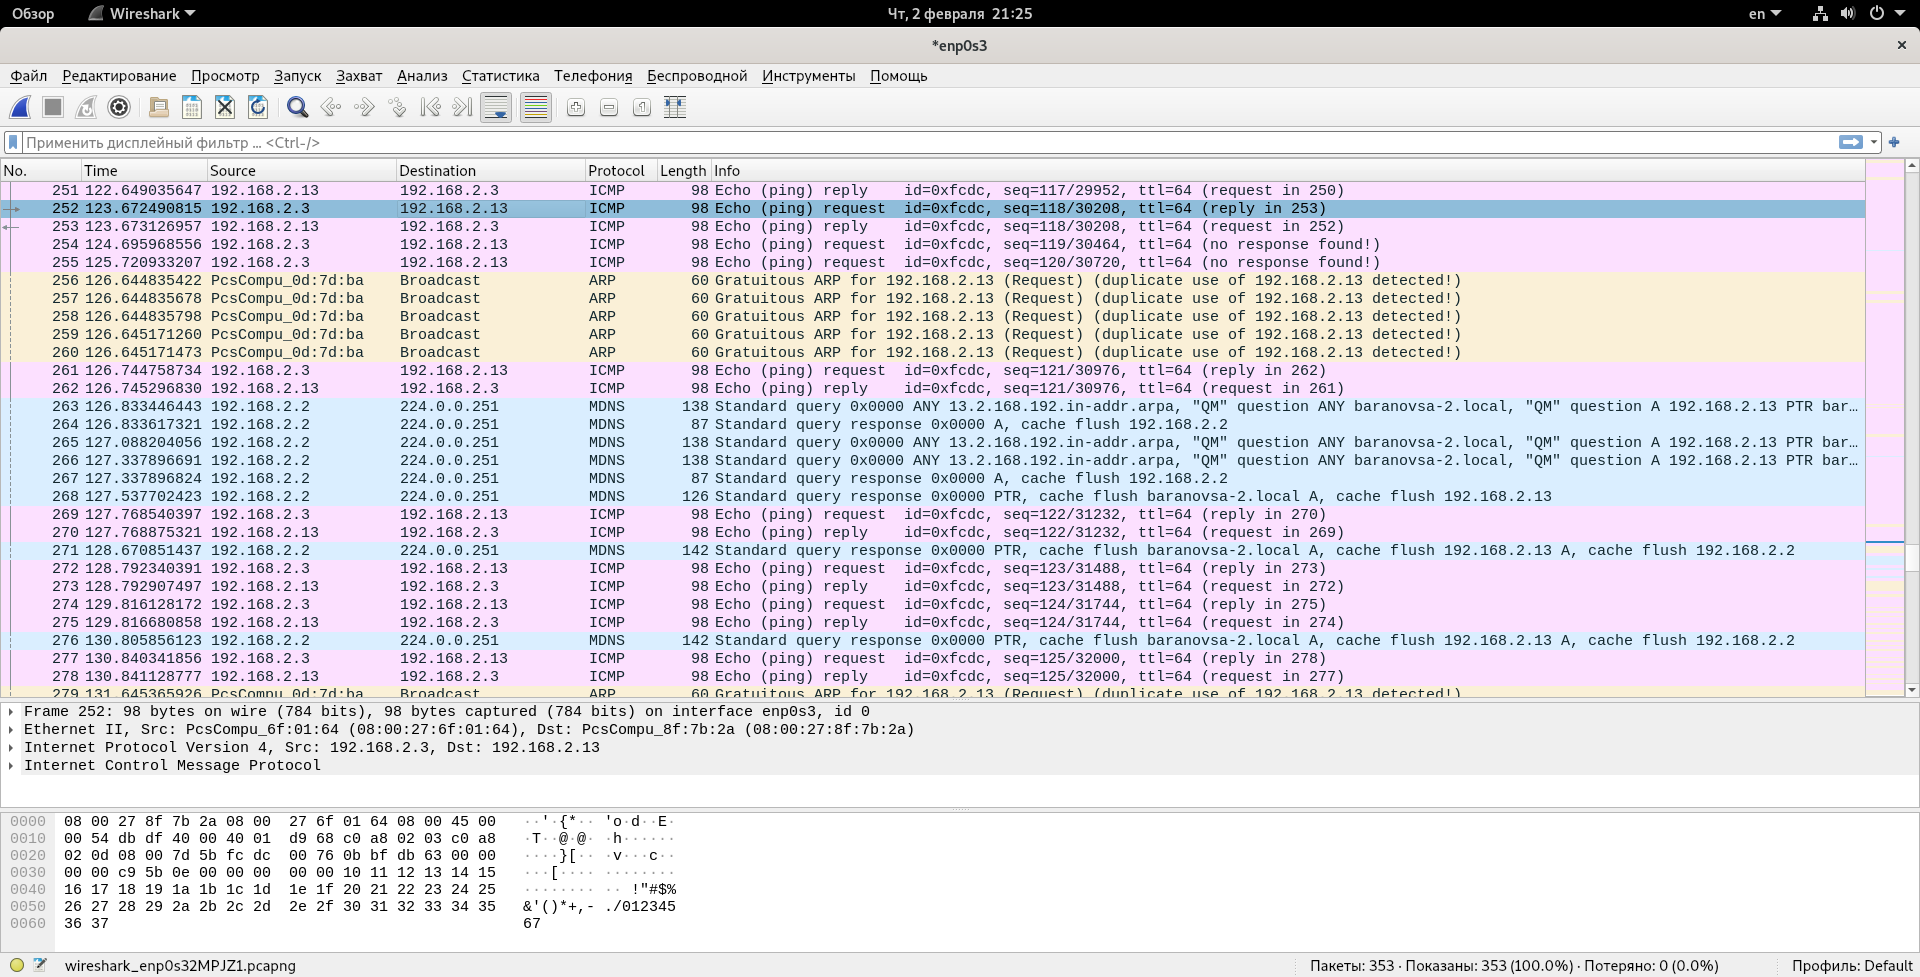 Обзор Wireshark Чт, 2 февраля 21:25 en
*enp0s3 ×
Файл Редактирование Просмотр Запуск Захват Анализ Статистика Телефония Беспроводной Инструменты Помощь
Применить дисплейный фильтр ... <Ctrl-/>
No. Time Source Destination Protocol Length Info
251 122.649035647 192.168.2.13 192.168.2.3 ICMP 98 Echo (ping) reply id=0xfcdc, seq=117/29952, ttl=64 (request in 250)
252 123.672490815 192.168.2.3 192.168.2.13 ICMP 98 Echo (ping) request id=0xfcdc, seq=118/30208, ttl=64 (reply in 253)
253 123.673126957 192.168.2.13 192.168.2.3 ICMP 98 Echo (ping) reply id=0xfcdc, seq=118/30208, ttl=64 (request in 252)
254 124.695968556 192.168.2.3 192.168.2.13 ICMP 98 Echo (ping) request id=0xfcdc, seq=119/30464, ttl=64 (no response found!)
255 125.720933207 192.168.2.3 192.168.2.13 ICMP 98 Echo (ping) request id=0xfcdc, seq=120/30720, ttl=64 (no response found!)
256 126.644835422 PcsCompu_0d:7d:ba Broadcast ARP 60 Gratuitous ARP for 192.168.2.13 (Request) (duplicate use of 192.168.2.13 detected!)
257 126.644835678 PcsCompu_0d:7d:ba Broadcast ARP 60 Gratuitous ARP for 192.168.2.13 (Request) (duplicate use of 192.168.2.13 detected!)
258 126.644835798 PcsCompu_0d:7d:ba Broadcast ARP 60 Gratuitous ARP for 192.168.2.13 (Request) (duplicate use of 192.168.2.13 detected!)
259 126.645171260 PcsCompu_0d:7d:ba Broadcast ARP 60 Gratuitous ARP for 192.168.2.13 (Request) (duplicate use of 192.168.2.13 detected!)
260 126.645171473 PcsCompu_0d:7d:ba Broadcast ARP 60 Gratuitous ARP for 192.168.2.13 (Request) (duplicate use of 192.168.2.13 detected!)
261 126.744758734 192.168.2.3 192.168.2.13 ICMP 98 Echo (ping) request id=0xfcdc, seq=121/30976, ttl=64 (reply in 262)
262 126.745296830 192.168.2.13 192.168.2.3 ICMP 98 Echo (ping) reply id=0xfcdc, seq=121/30976, ttl=64 (request in 261)
263 126.833446443 192.168.2.2 224.0.0.251 MDNS 138 Standard query 0x0000 ANY 13.2.168.192.in-addr.arpa, "QM" question ANY baranovsa-2.local, "QM" question A 192.168.2.13 PTR bar…
264 126.833617321 192.168.2.2 224.0.0.251 MDNS 87 Standard query response 0x0000 A, cache flush 192.168.2.2
265 127.088204056 192.168.2.2 224.0.0.251 MDNS 138 Standard query 0x0000 ANY 13.2.168.192.in-addr.arpa, "QM" question ANY baranovsa-2.local, "QM" question A 192.168.2.13 PTR bar…
266 127.337896691 192.168.2.2 224.0.0.251 MDNS 138 Standard query 0x0000 ANY 13.2.168.192.in-addr.arpa, "QM" question ANY baranovsa-2.local, "QM" question A 192.168.2.13 PTR bar…
267 127.337896824 192.168.2.2 224.0.0.251 MDNS 87 Standard query response 0x0000 A, cache flush 192.168.2.2
268 127.537702423 192.168.2.2 224.0.0.251 MDNS 126 Standard query response 0x0000 PTR, cache flush baranovsa-2.local A, cache flush 192.168.2.13
269 127.768540397 192.168.2.3 192.168.2.13 ICMP 98 Echo (ping) request id=0xfcdc, seq=122/31232, ttl=64 (reply in 270)
270 127.768875321 192.168.2.13 192.168.2.3 ICMP 98 Echo (ping) reply id=0xfcdc, seq=122/31232, ttl=64 (request in 269)
271 128.670851437 192.168.2.2 224.0.0.251 MDNS 142 Standard query response 0x0000 PTR, cache flush baranovsa-2.local A, cache flush 192.168.2.13 A, cache flush 192.168.2.2
272 128.792340391 192.168.2.3 192.168.2.13 ICMP 98 Echo (ping) request id=0xfcdc, seq=123/31488, ttl=64 (reply in 273)
273 128.792907497 192.168.2.13 192.168.2.3 ICMP 98 Echo (ping) reply id=0xfcdc, seq=123/31488, ttl=64 (request in 272)
274 129.816128172 192.168.2.3 192.168.2.13 ICMP 98 Echo (ping) request id=0xfcdc, seq=124/31744, ttl=64 (reply in 275)
275 129.816680858 192.168.2.13 192.168.2.3 ICMP 98 Echo (ping) reply id=0xfcdc, seq=124/31744, ttl=64 (request in 274)
276 130.805856123 192.168.2.2 224.0.0.251 MDNS 142 Standard query response 0x0000 PTR, cache flush baranovsa-2.local A, cache flush 192.168.2.13 A, cache flush 192.168.2.2
277 130.840341856 192.168.2.3 192.168.2.13 ICMP 98 Echo (ping) request id=0xfcdc, seq=125/32000, ttl=64 (reply in 278)
278 130.841128777 192.168.2.13 192.168.2.3 ICMP 98 Echo (ping) reply id=0xfcdc, seq=125/32000, ttl=64 (request in 277)
279 131.645365926 PcsCompu_0d:7d:ba Broadcast ARP 60 Gratuitous ARP for 192.168.2.13 (Request) (duplicate use of 192.168.2.13 detected!)
Frame 252: 98 bytes on wire (784 bits), 98 bytes captured (784 bits) on interface enp0s3, id 0
Ethernet II, Src: PcsCompu_6f:01:64 (08:00:27:6f:01:64), Dst: PcsCompu_8f:7b:2a (08:00:27:8f:7b:2a)
Internet Protocol Version 4, Src: 192.168.2.3, Dst: 192.168.2.13
Internet Control Message Protocol
0000 08 00 27 8f 7b 2a 08 00 27 6f 01 64 08 00 45 00 ··'·{*·· 'o·d··E·
0010 00 54 db df 40 00 40 01 d9 68 c0 a8 02 03 c0 a8 ·T··@·@· ·h······
0020 02 0d 08 00 7d 5b fc dc 00 76 0b bf db 63 00 00 ····}[·· ·v···c··
0030 00 00 c9 5b 0e 00 00 00 00 00 10 11 12 13 14 15 ···[···· ········
0040 16 17 18 19 1a 1b 1c 1d 1e 1f 20 21 22 23 24 25 ········ ·· !"#$%
0050 26 27 28 29 2a 2b 2c 2d 2e 2f 30 31 32 33 34 35 &'()*+,- ./012345
0060 36 37 67
wireshark_enp0s32MPJZ1.pcapng Пакеты: 353 · Показаны: 353 (100.0%) · Потеряно: 0 (0.0%) Профиль: Default